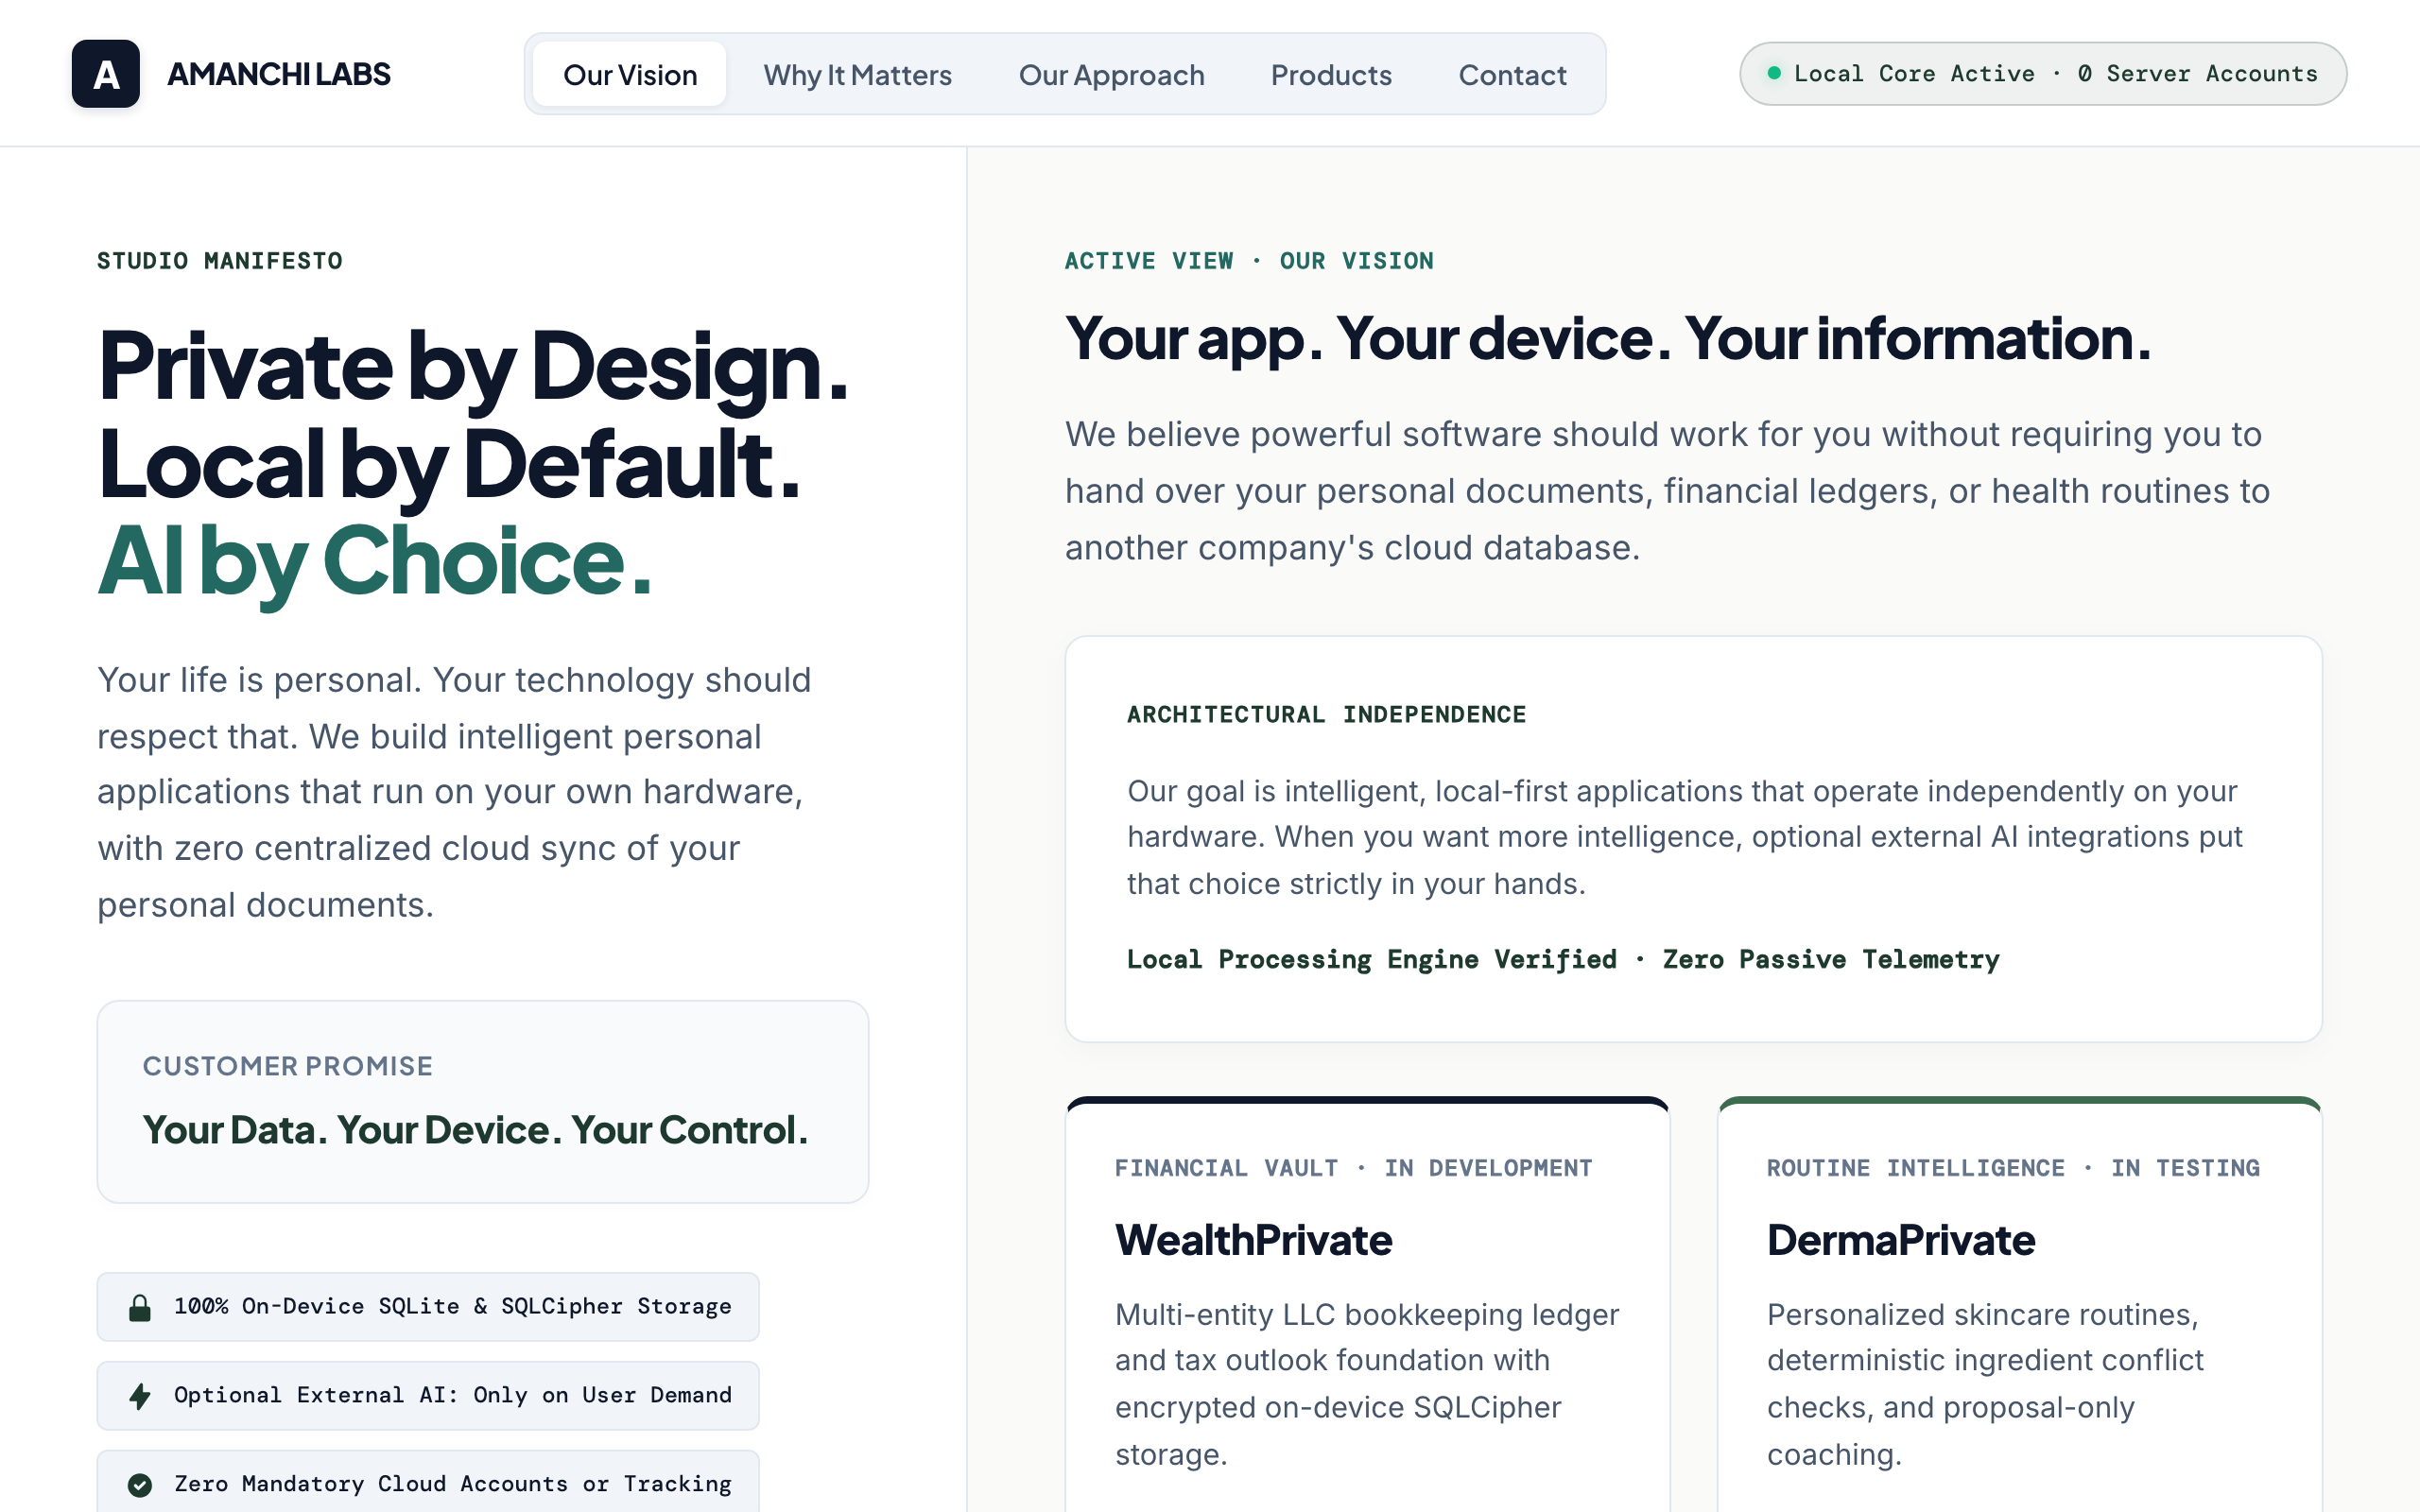 A
AMANCHI LABS
Our Vision
Why It Matters
Our Approach
Products
Contact
Local Core Active · 0 Server Accounts
STUDIO MANIFESTO
Private by Design.
Local by Default.
AI by Choice.
Your life is personal. Your technology should
respect that. We build intelligent personal
applications that run on your own hardware,
with zero centralized cloud sync of your
personal documents.
CUSTOMER PROMISE
Your Data. Your Device. Your Control.
100% On-Device SQLite & SQLCipher Storage
Optional External AI: Only on User Demand
Zero Mandatory Cloud Accounts or Tracking
ACTIVE VIEW · OUR VISION
Your app. Your device. Your information.
We believe powerful software should work for you without requiring you to
hand over your personal documents, financial ledgers, or health routines to
another company's cloud database.
ARCHITECTURAL INDEPENDENCE
Our goal is intelligent, local-first applications that operate independently on your
hardware. When you want more intelligence, optional external AI integrations put
that choice strictly in your hands.
Local Processing Engine Verified · Zero Passive Telemetry
FINANCIAL VAULT · IN DEVELOPMENT
WealthPrivate
Multi-entity LLC bookkeeping ledger
and tax outlook foundation with
encrypted on-device SQLCipher
storage.
ROUTINE INTELLIGENCE · IN TESTING
DermaPrivate
Personalized skincare routines,
deterministic ingredient conflict
checks, and proposal-only
coaching.